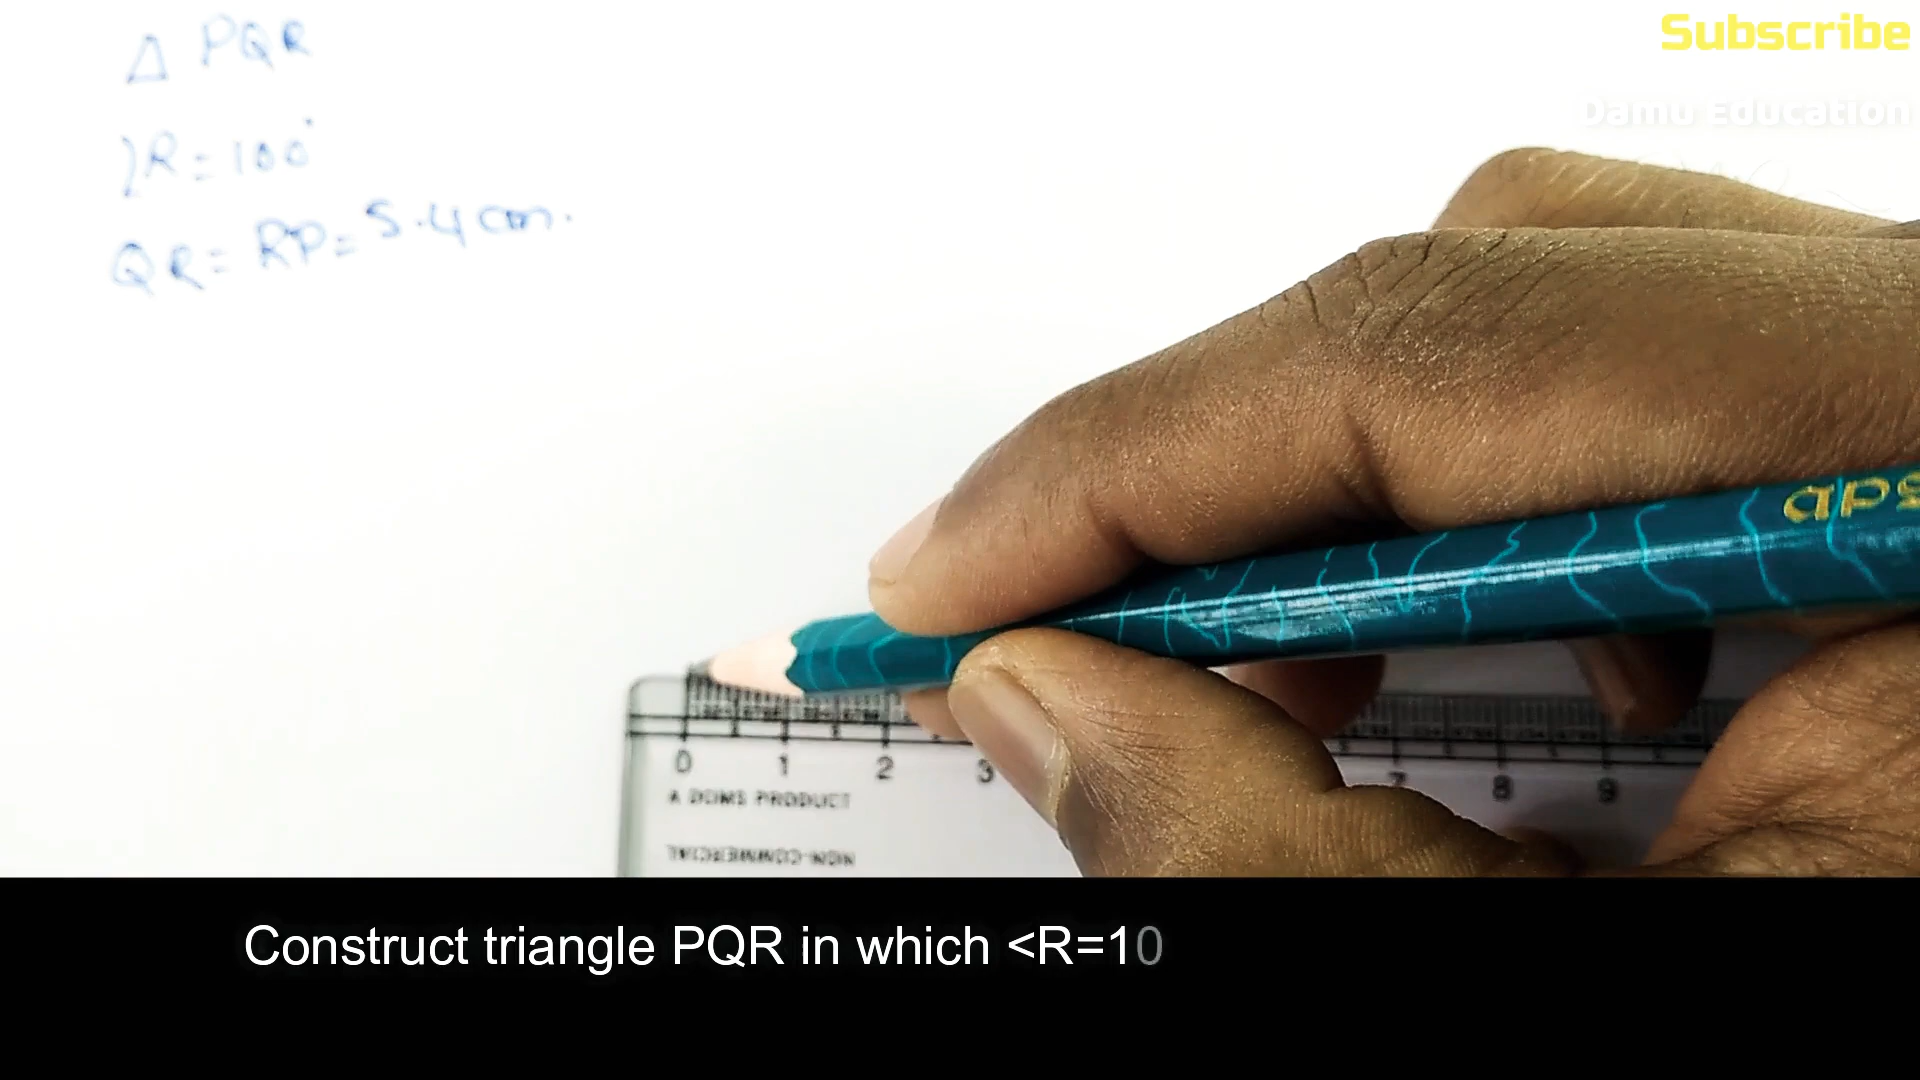 Δ PQR
Subscribe
Damu Education
∠R = 100°
QR = RP = 5.4 cm.
aps
0 1 2 3 7 8 9
A DOMS PRODUCT
NON-COMMERCIAL
Construct triangle PQR in which <R=10